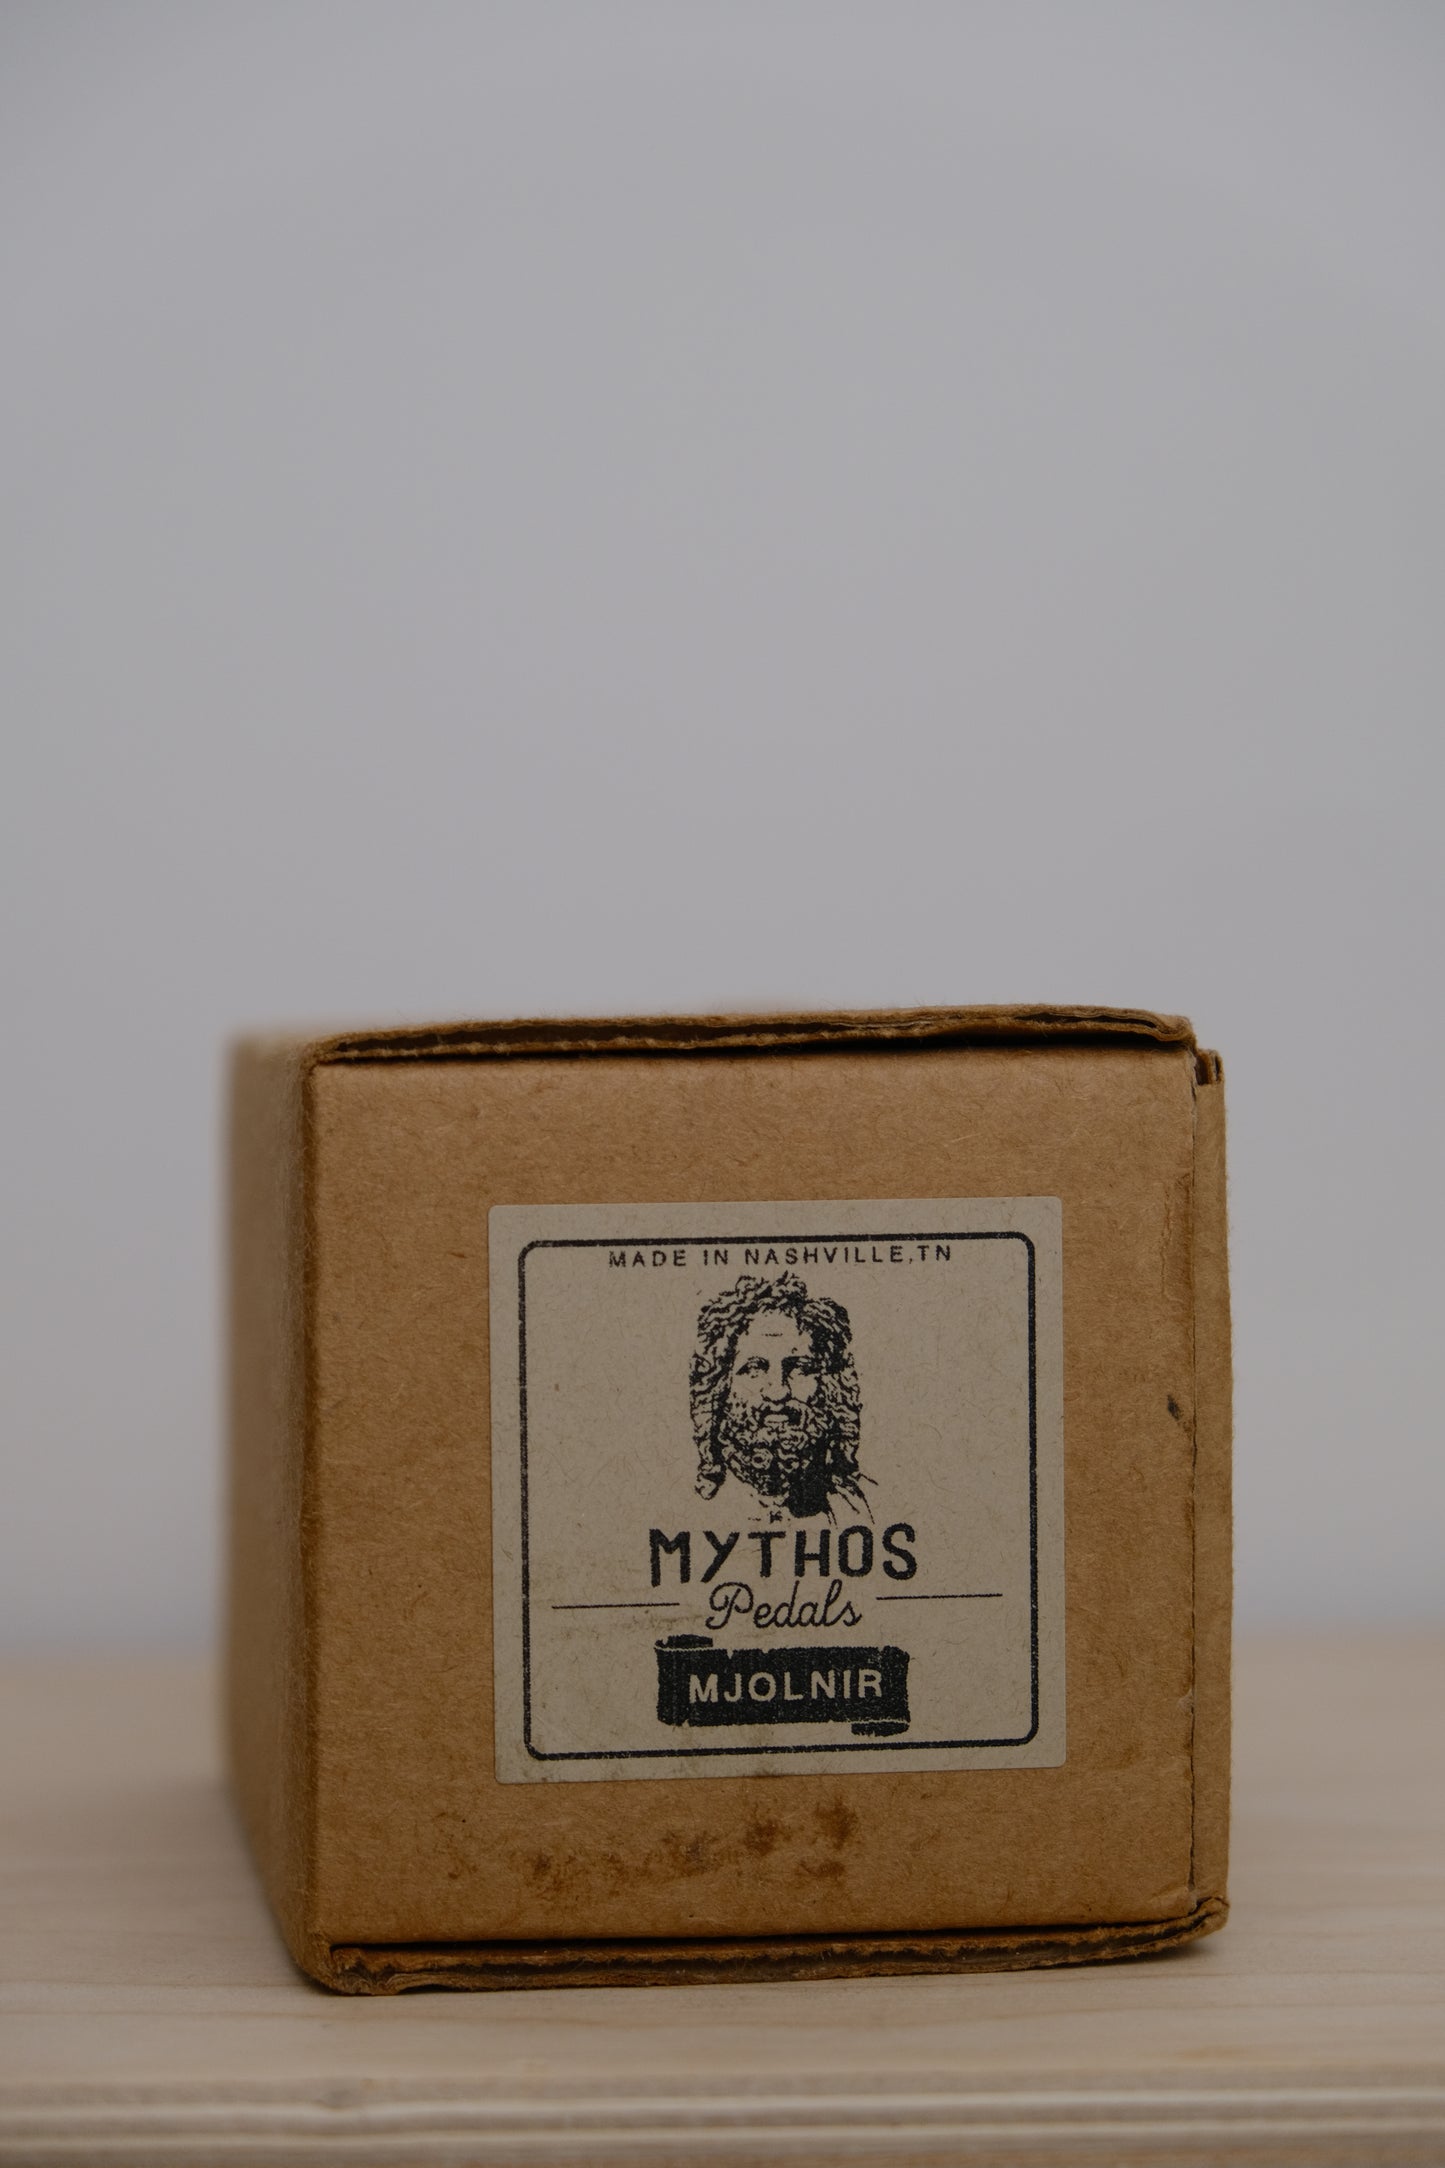 MADE IN NASHVILLE, TN
MYTHOS
Pedals
MJOLNIR